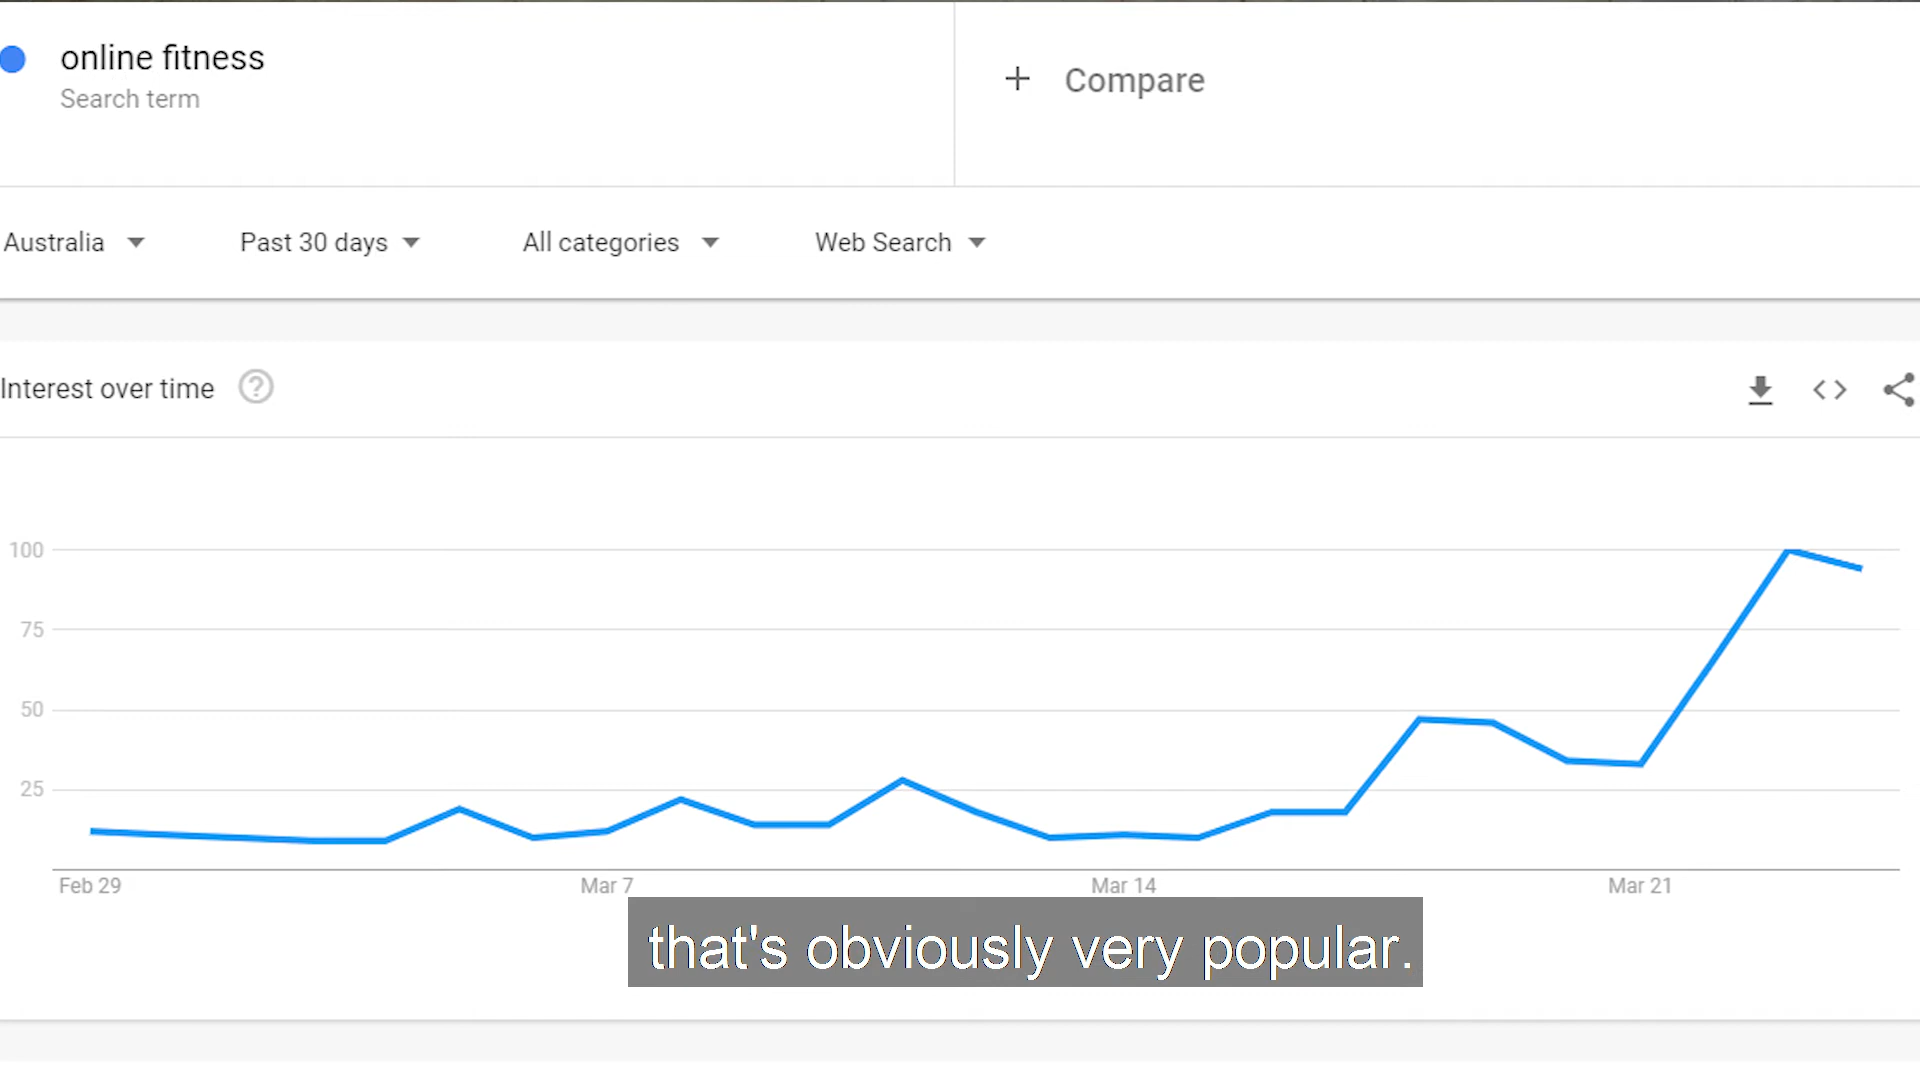 online fitness
Search term
+ Compare
Australia
Past 30 days
All categories
Web Search
Interest over time ?
100
75
50
25
Feb 29
Mar 7
Mar 14
Mar 21
that's obviously very popular.